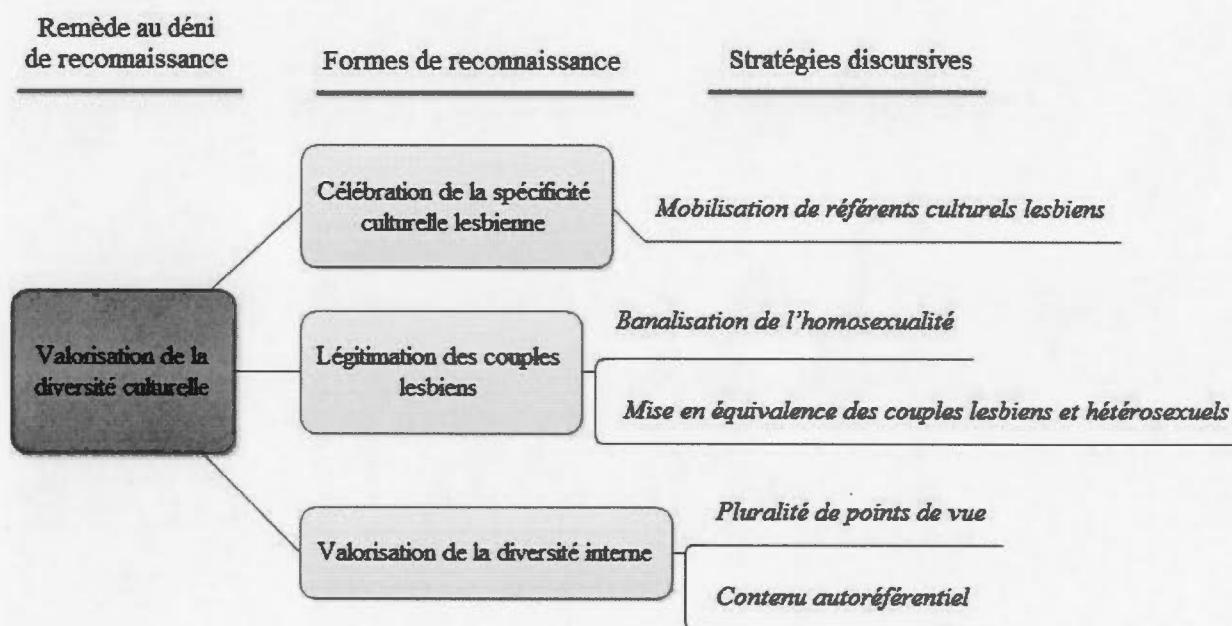 Remède au déni
de reconnaissance
Formes de reconnaissance
Stratégies discursives
Célébration de la spécificité
culturelle lesbienne
Mobilisation de référents culturels lesbiens
Valorisation de la
diversité culturelle
Légitimation des couples
lesbiens
Banalisation de l'homosexualité
Mise en équivalence des couples lesbiens et hétérosexuels
Valorisation de la diversité interne
Pluralité de points de vue
Contenu autoréférentiel